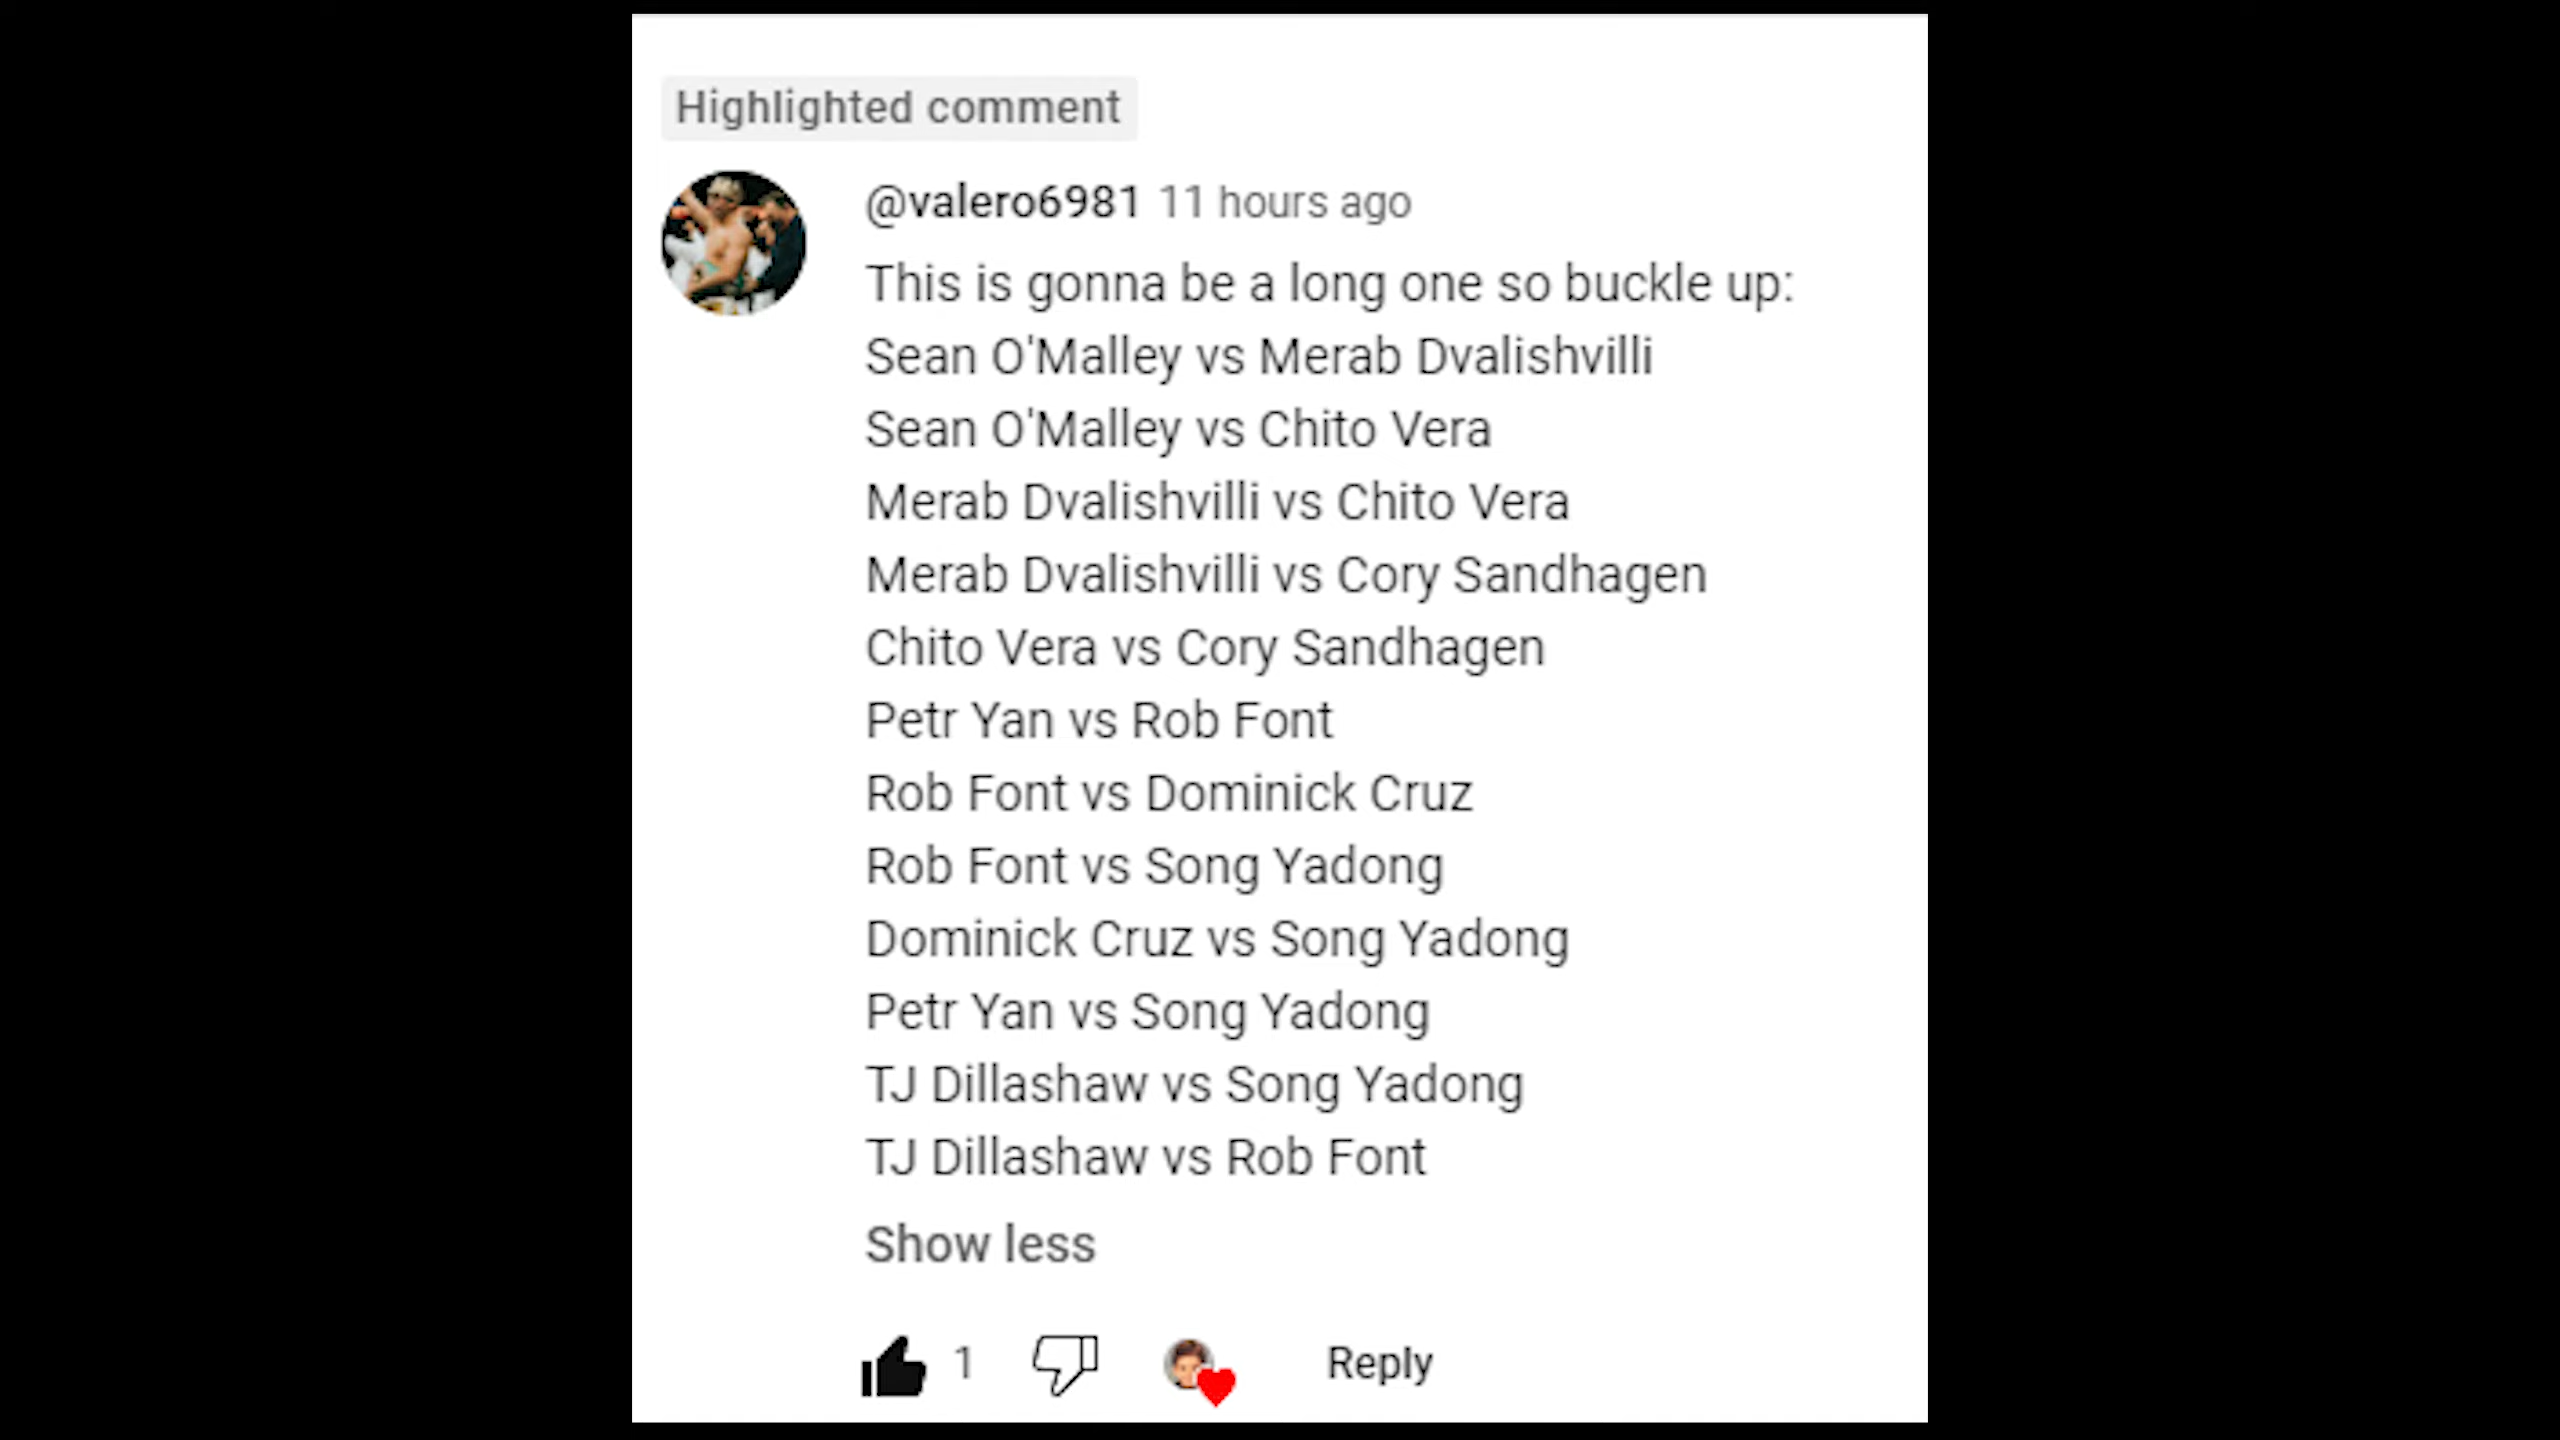 Highlighted comment
@valero6981 11 hours ago
This is gonna be a long one so buckle up:
Sean O'Malley vs Merab Dvalishvilli
Sean O'Malley vs Chito Vera
Merab Dvalishvilli vs Chito Vera
Merab Dvalishvilli vs Cory Sandhagen
Chito Vera vs Cory Sandhagen
Petr Yan vs Rob Font
Rob Font vs Dominick Cruz
Rob Font vs Song Yadong
Dominick Cruz vs Song Yadong
Petr Yan vs Song Yadong
TJ Dillashaw vs Song Yadong
TJ Dillashaw vs Rob Font
Show less
1 Reply